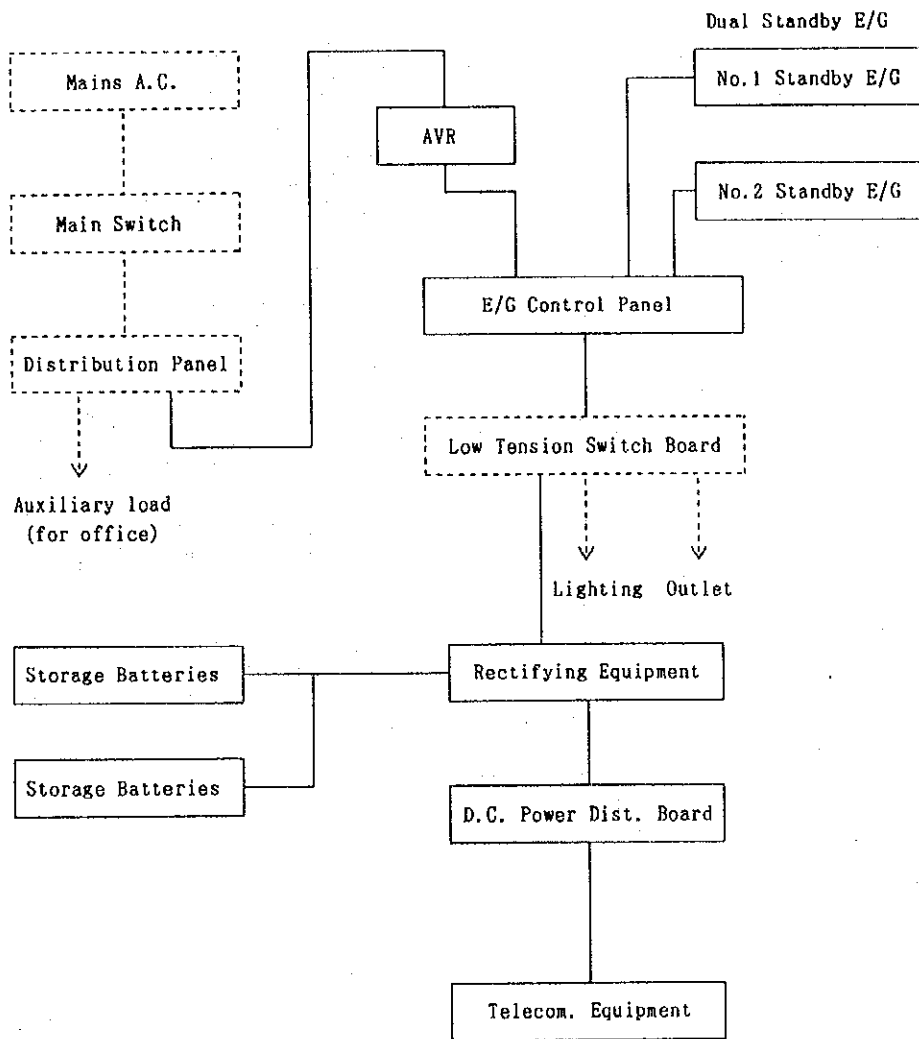 Dual Standby E/G
Mains A.C.
No.1 Standby E/G
AVR
No.2 Standby E/G
Main Switch
E/G Control Panel
Distribution Panel
Low Tension Switch Board
Auxiliary load
(for office)
Lighting Outlet
Storage Batteries
Rectifying Equipment
Storage Batteries
D.C. Power Dist. Board
Telecom. Equipment